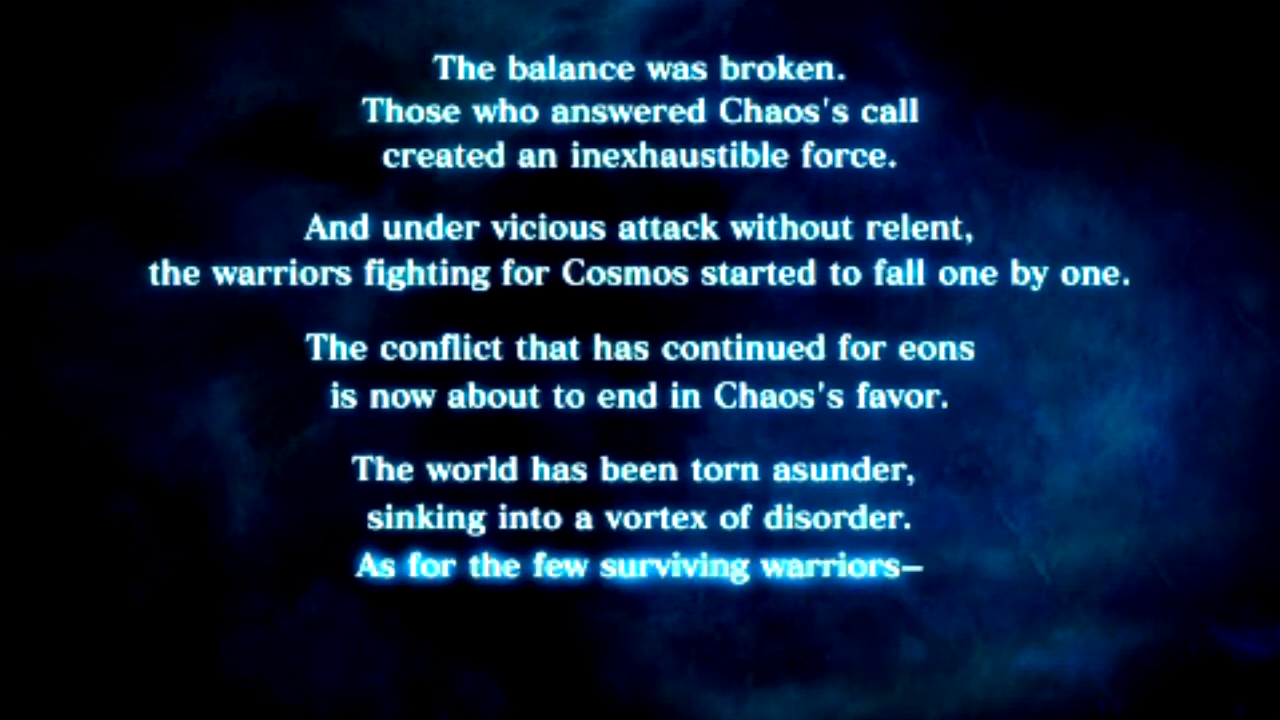 The balance was broken.
Those who answered Chaos's call
created an inexhaustible force.
And under vicious attack without relent,
the warriors fighting for Cosmos started to fall one by one.
The conflict that has continued for eons
is now about to end in Chaos's favor.
The world has been torn asunder,
sinking into a vortex of disorder.
As for the few surviving warriors—